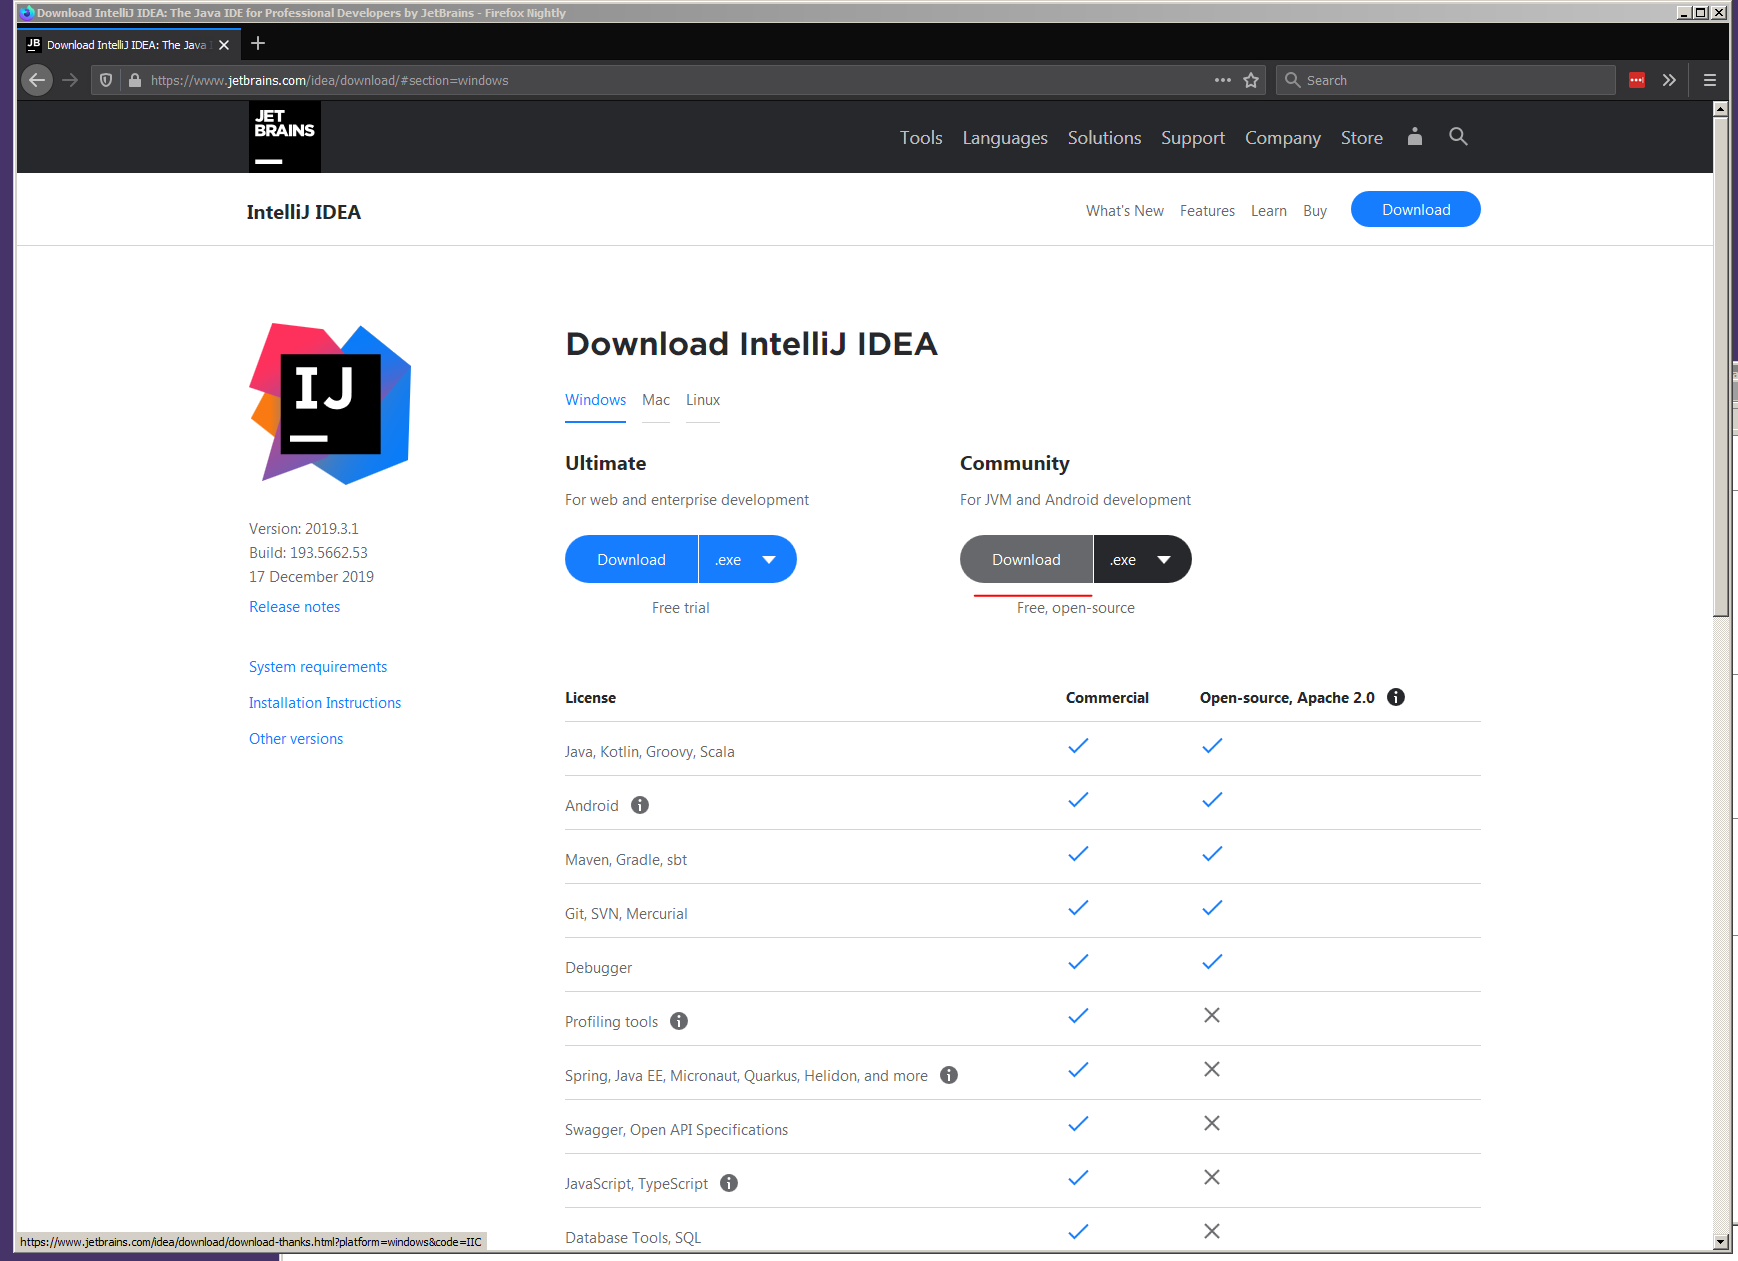 Download IntelliJ IDEA: The Java IDE for Professional Developers by JetBrains - Firefox Nightly
JB Download IntelliJ IDEA: The Java
https://www.jetbrains.com/idea/download/#section=windows
Search
JET
BRAINS
Tools Languages Solutions Support Company Store
IntelliJ IDEA
What's New Features Learn Buy Download
IJ
Download IntelliJ IDEA
Windows Mac Linux
Ultimate
For web and enterprise development
Download .exe
Free trial
Community
For JVM and Android development
Download .exe
Free, open-source
Version: 2019.3.1
Build: 193.5662.53
17 December 2019
Release notes
System requirements
Installation Instructions
Other versions
License Commercial Open-source, Apache 2.0
Java, Kotlin, Groovy, Scala
Android
Maven, Gradle, sbt
Git, SVN, Mercurial
Debugger
Profiling tools
Spring, Java EE, Micronaut, Quarkus, Helidon, and more
Swagger, Open API Specifications
JavaScript, TypeScript
Database Tools, SQL
https://www.jetbrains.com/idea/download/download-thanks.html?platform=windows&code=IIC